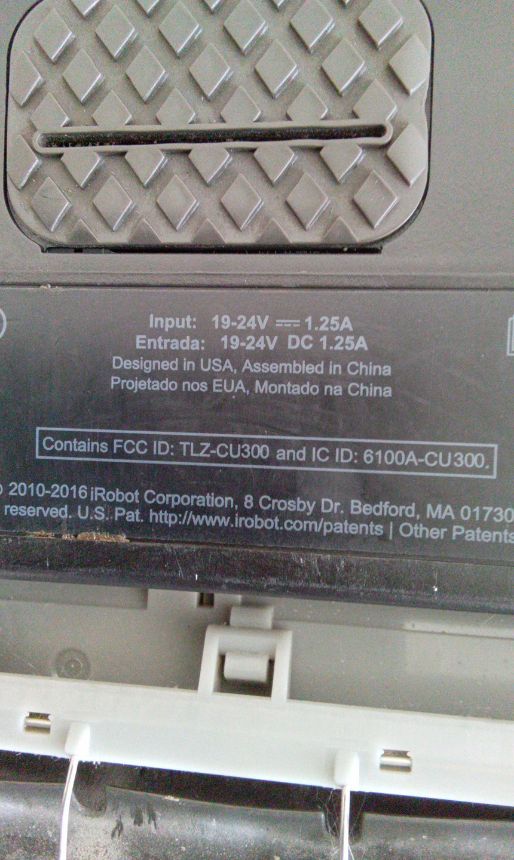 Input: 19-24V ⎓ 1.25A
Entrada: 19-24V DC 1.25A
Designed in USA, Assembled in China
Projetado nos EUA, Montado na China
Contains FCC ID: TLZ-CU300 and IC ID: 6100A-CU300.
2010-2016 iRobot Corporation, 8 Crosby Dr. Bedford, MA 01730
reserved. U.S. Pat. http://www.irobot.com/patents | Other Patents